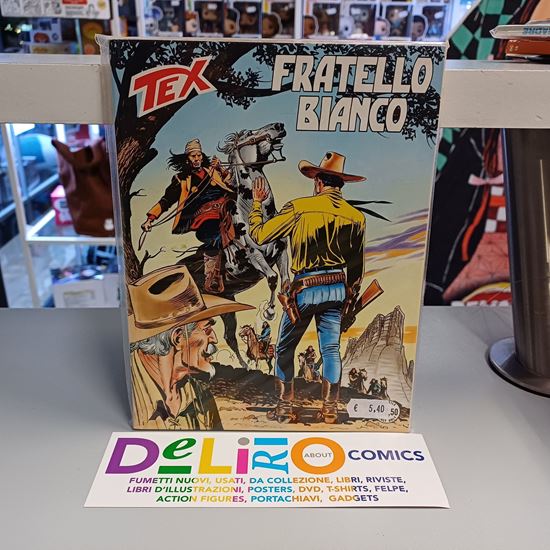 TEX
FRATELLO
BIANCO
€ 5,40
,50
DeLiRiO ABOUT COMICS
FUMETTI NUOVI, USATI, DA COLLEZIONE, LIBRI, RIVISTE,
LIBRI D'ILLUSTRAZIONI, POSTERS, DVD, T-SHIRTS, FELPE,
ACTION FIGURES, PORTACHIAVI, GADGETS